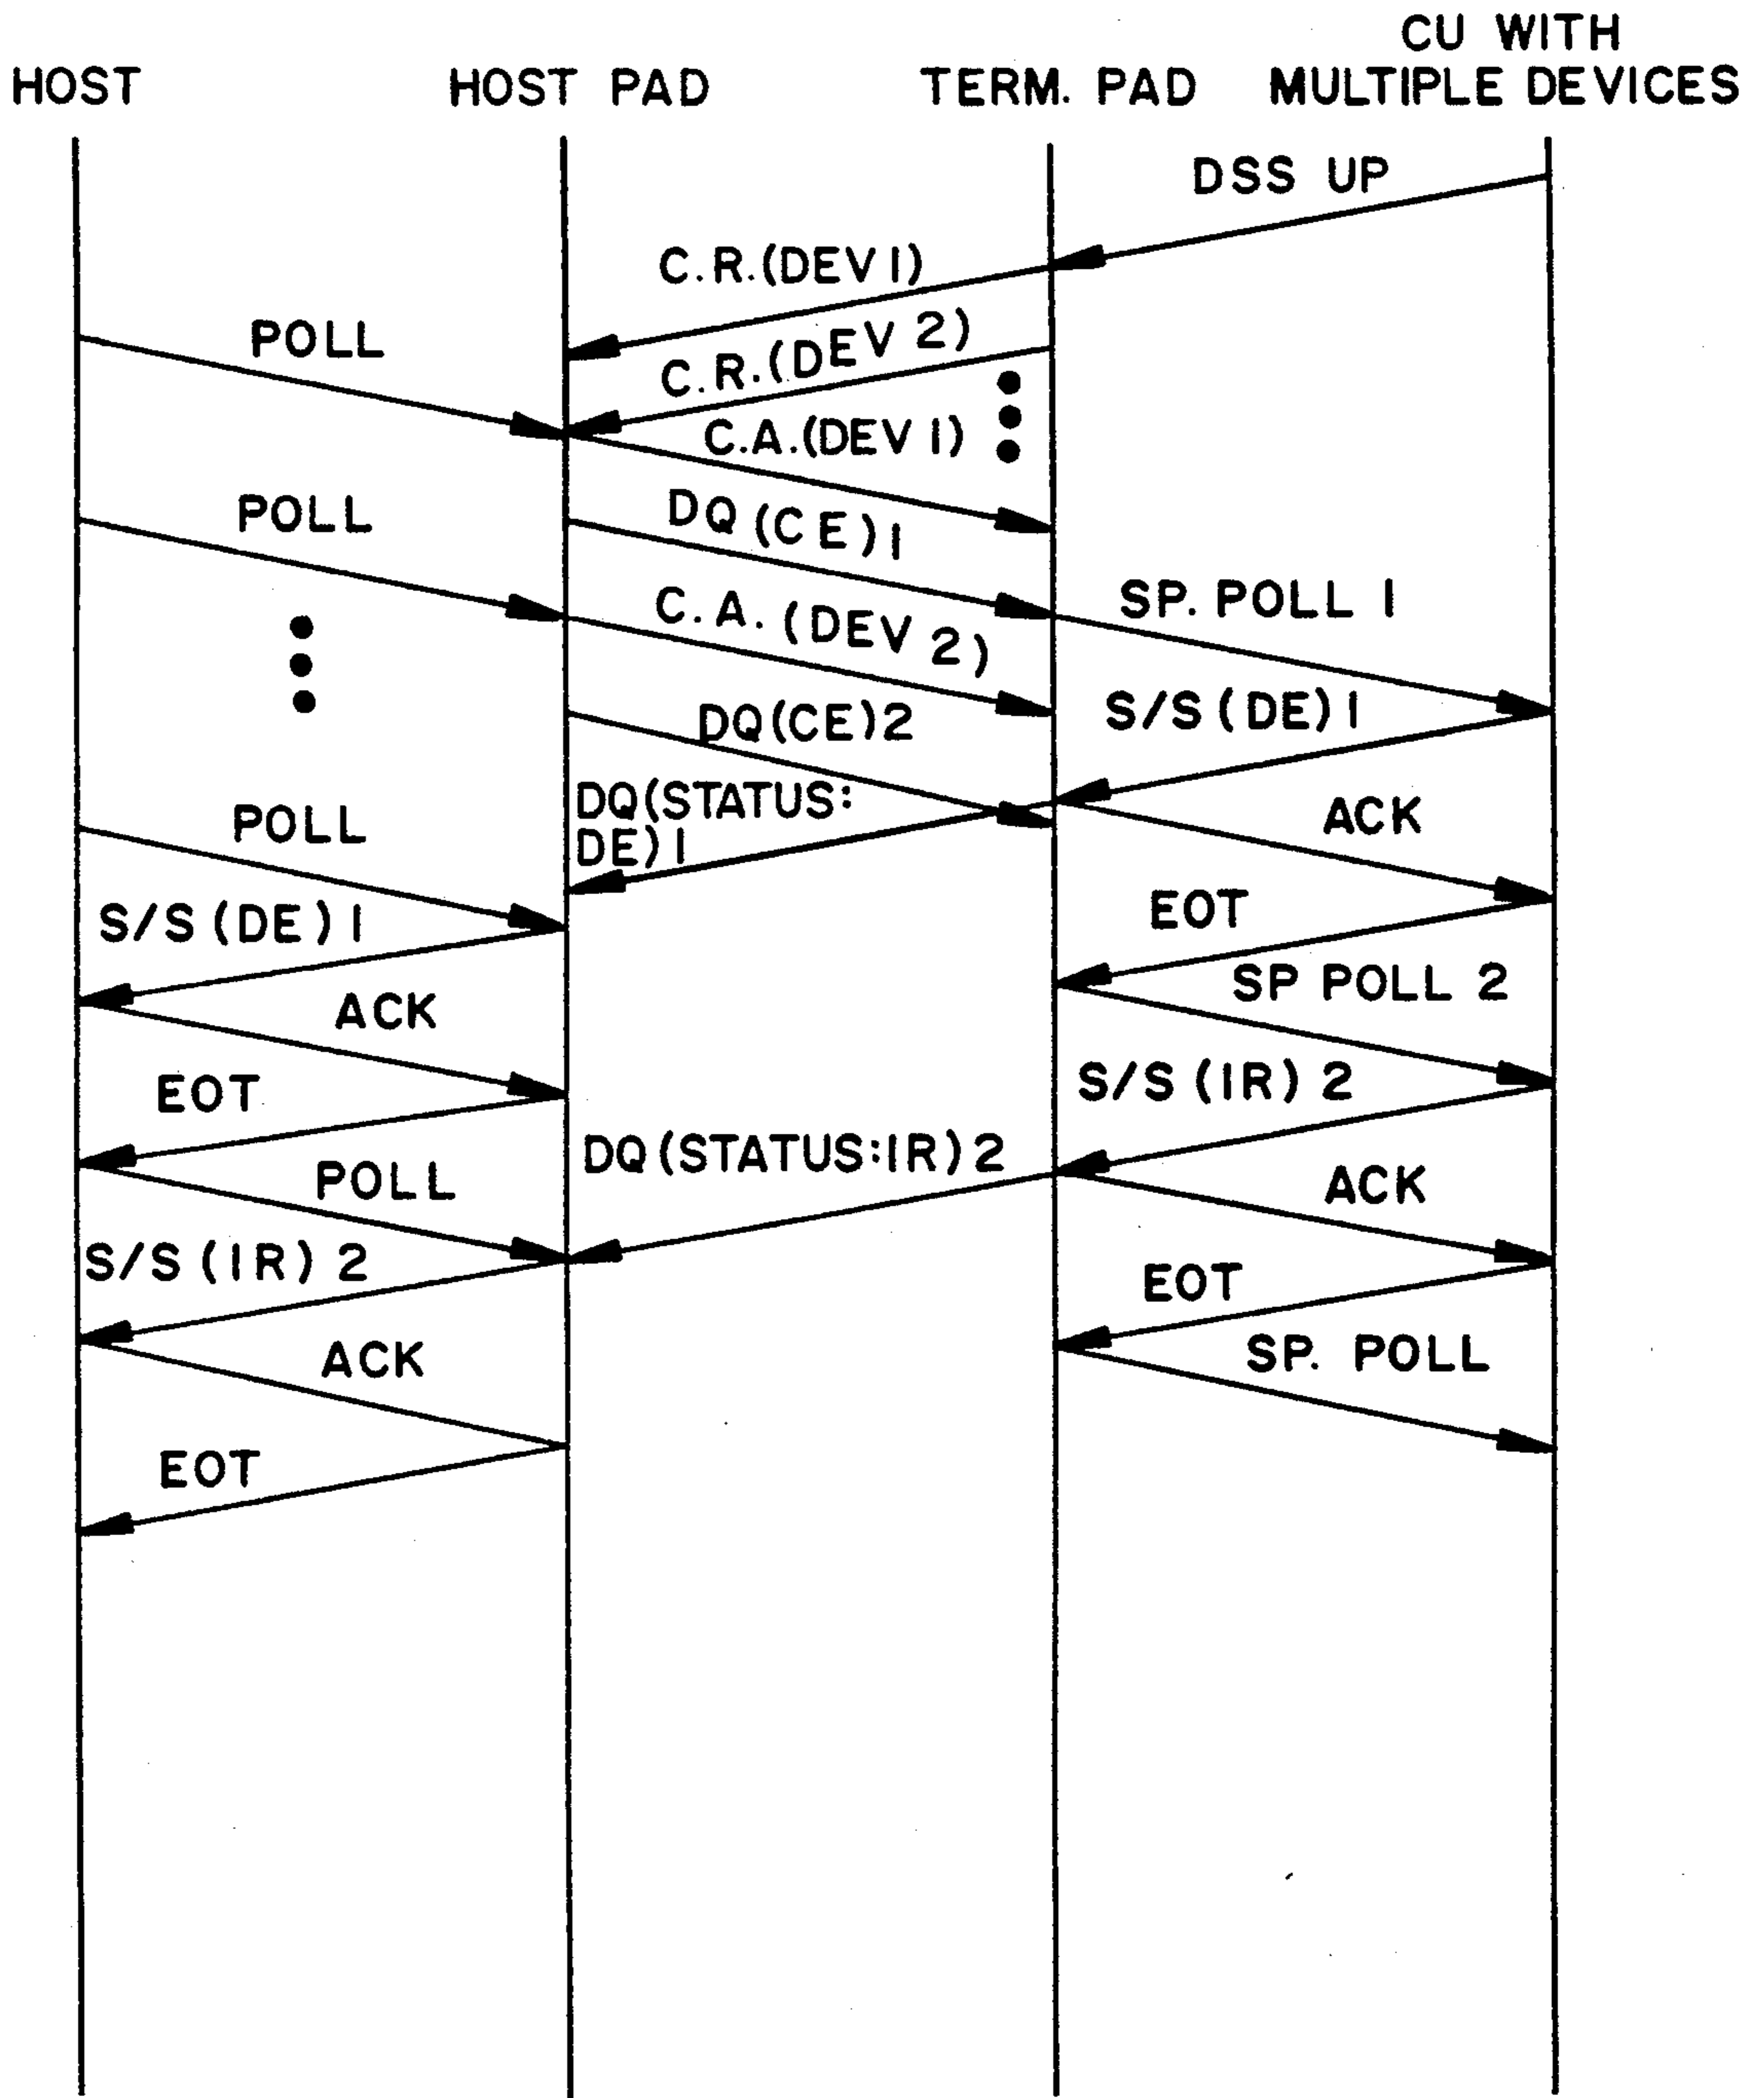 CU WITH
HOST HOST PAD TERM. PAD MULTIPLE DEVICES
DSS UP
C.R.(DEV 1)
POLL
C.R.(DEV 2)
C.A.(DEV 1)
POLL
DQ(CE)1
C.A.(DEV 2)
SP. POLL 1
DQ(CE)2
S/S(DE)1
DQ(STATUS:
DE)1
POLL
ACK
S/S(DE)1
EOT
SP POLL 2
ACK
S/S(IR)2
EOT
DQ(STATUS:IR)2
POLL
ACK
S/S(IR)2
EOT
ACK
SP. POLL
EOT